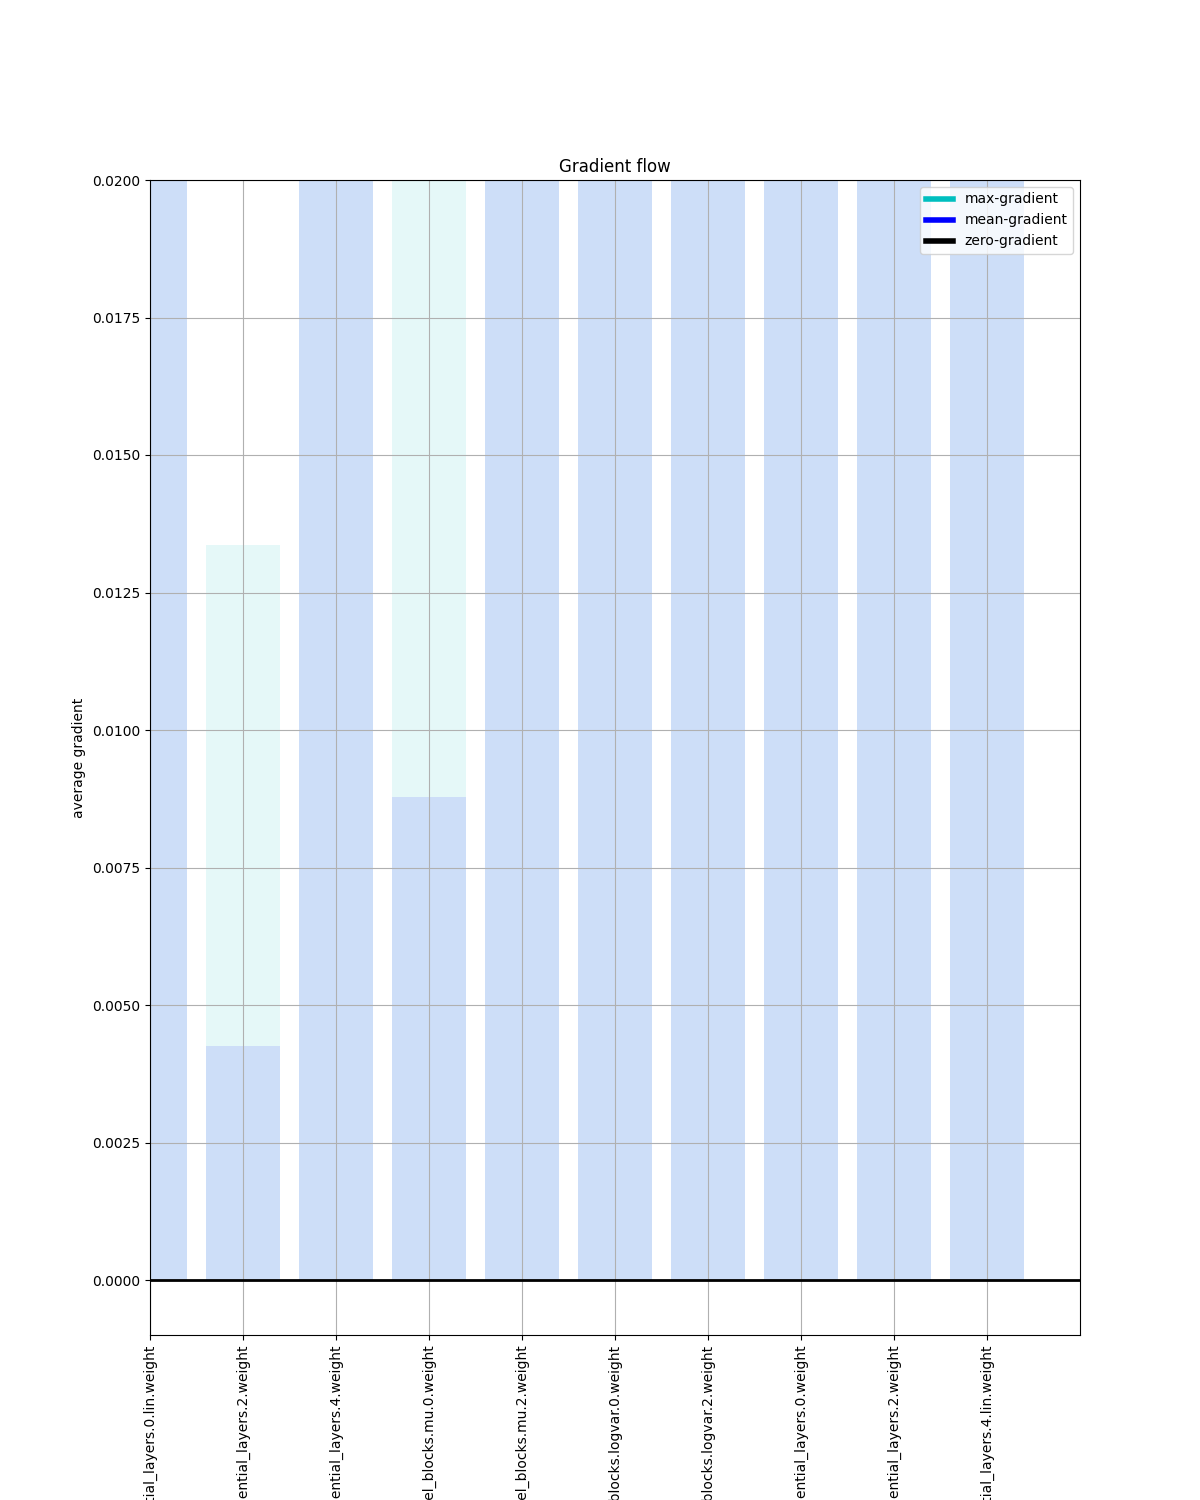 Gradient flow
max-gradient
mean-gradient
zero-gradient
average gradient
0.0200
0.0175
0.0150
0.0125
0.0100
0.0075
0.0050
0.0025
0.0000
tial_layers.0.lin.weight
ential_layers.2.weight
ential_layers.4.weight
el_blocks.mu.0.weight
el_blocks.mu.2.weight
blocks.logvar.0.weight
blocks.logvar.2.weight
ential_layers.0.weight
ential_layers.2.weight
tial_layers.4.lin.weight